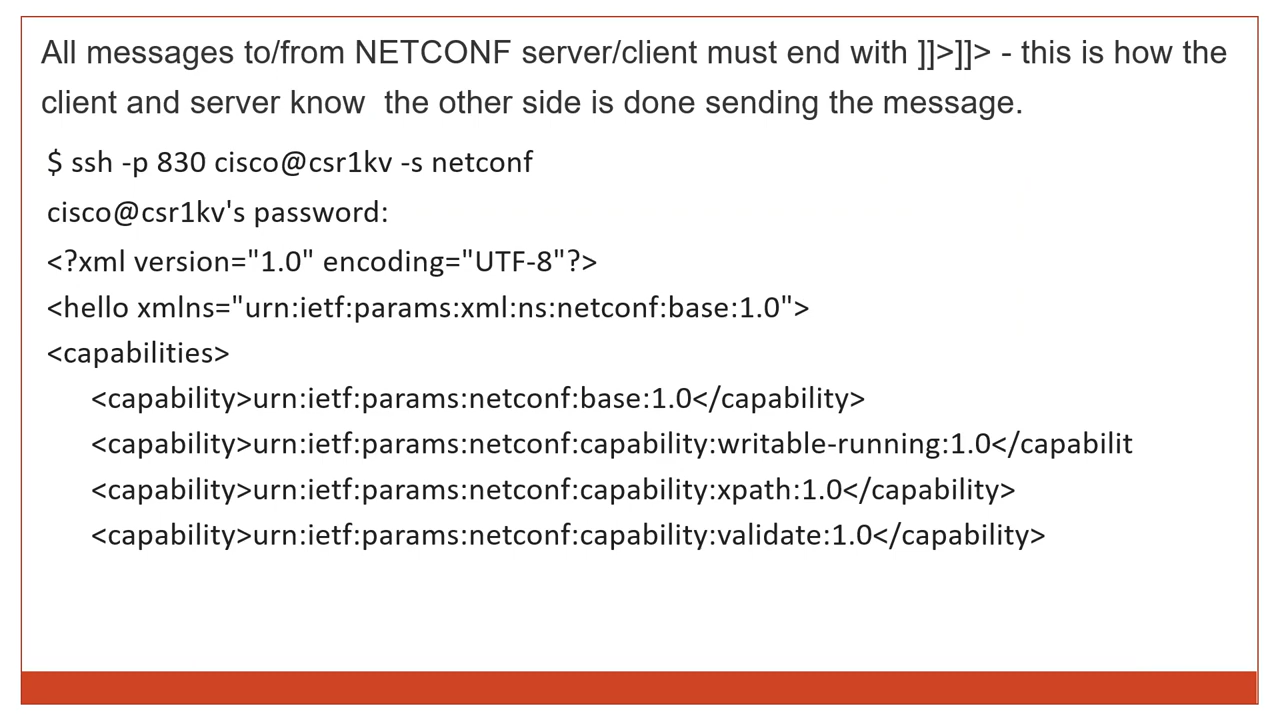 All messages to/from NETCONF server/client must end with ]]>]]> - this is how the
client and server know  the other side is done sending the message.
$ ssh -p 830 cisco@csr1kv -s netconf
cisco@csr1kv's password:
<?xml version="1.0" encoding="UTF-8"?>
<hello xmlns="urn:ietf:params:xml:ns:netconf:base:1.0">
<capabilities>
<capability>urn:ietf:params:netconf:base:1.0</capability>
<capability>urn:ietf:params:netconf:capability:writable-running:1.0</capabilit
<capability>urn:ietf:params:netconf:capability:xpath:1.0</capability>
<capability>urn:ietf:params:netconf:capability:validate:1.0</capability>